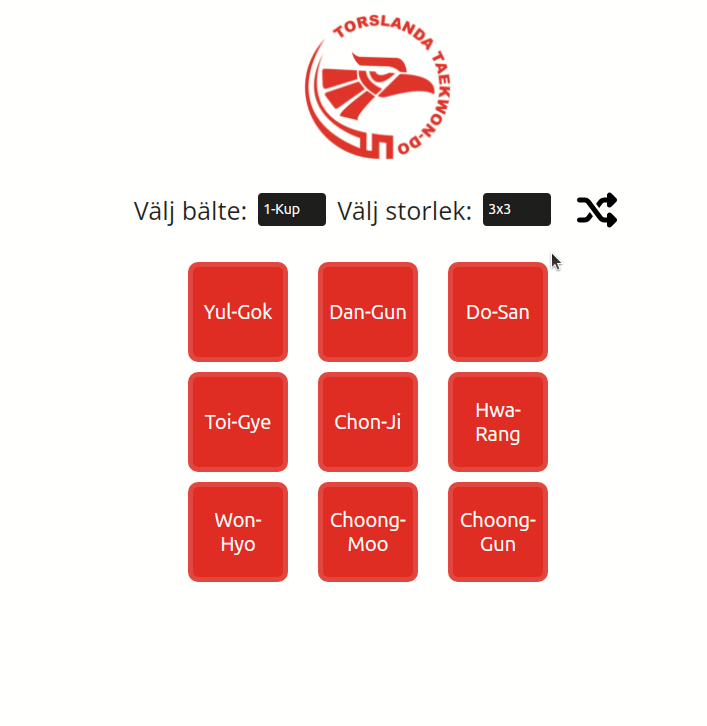 TORSLANDA TAEKWON-DO
Välj bälte: 1-Kup Välj storlek: 3x3
Yul-Gok Dan-Gun Do-San
Toi-Gye Chon-Ji Hwa-
Rang
Won-
Hyo
Choong-
Moo
Choong-
Gun